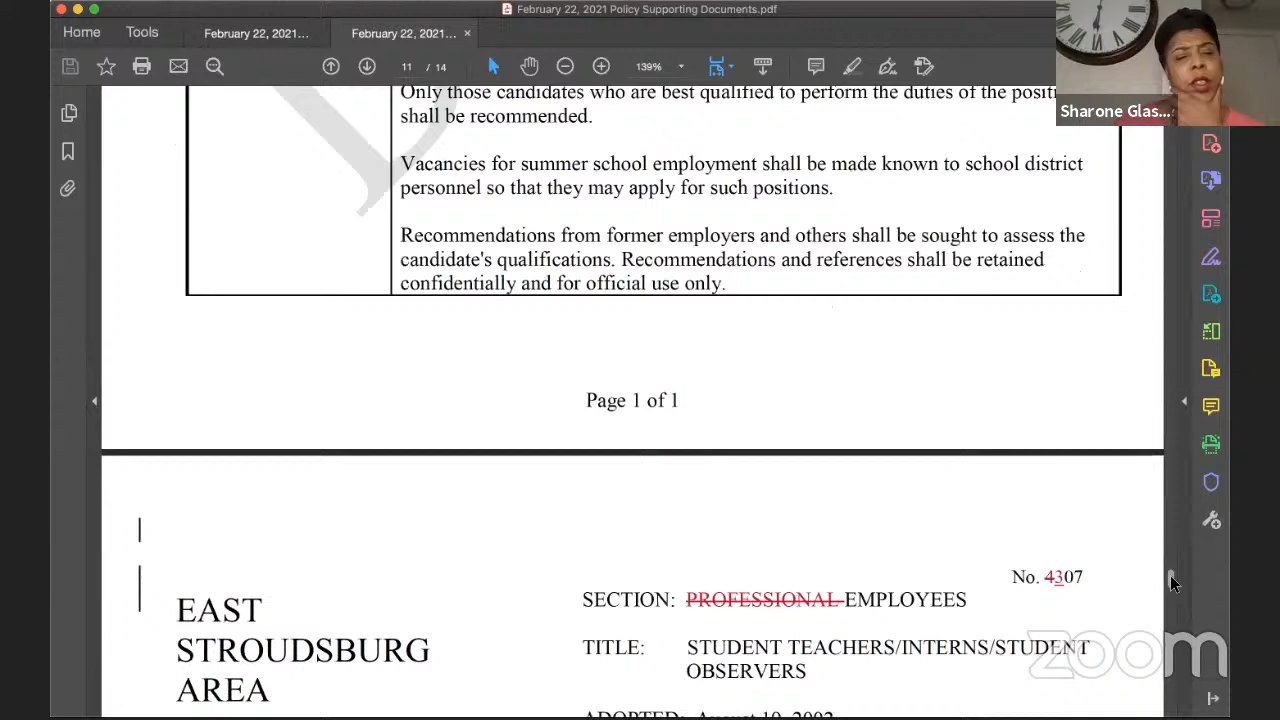 February 22, 2021 Policy Supporting Documents.pdf
Home
Tools
February 22, 2021...
February 22, 2021...
11 / 14
139%
Only those candidates who are best qualified to perform the duties of the
shall be recommended.
Sharone Glas...
Vacancies for summer school employment shall be made known to school district
personnel so that they may apply for such positions.
Recommendations from former employers and others shall be sought to assess the
candidate's qualifications. Recommendations and references shall be retained
confidentially and for official use only.
Page 1 of 1
No. 4307
EAST
STROUDSBURG
AREA
SECTION: PROFESSIONAL EMPLOYEES
TITLE: STUDENT TEACHERS/INTERNS/STUDENT
OBSERVERS
ADOPTED: August 19, 2002
zoom